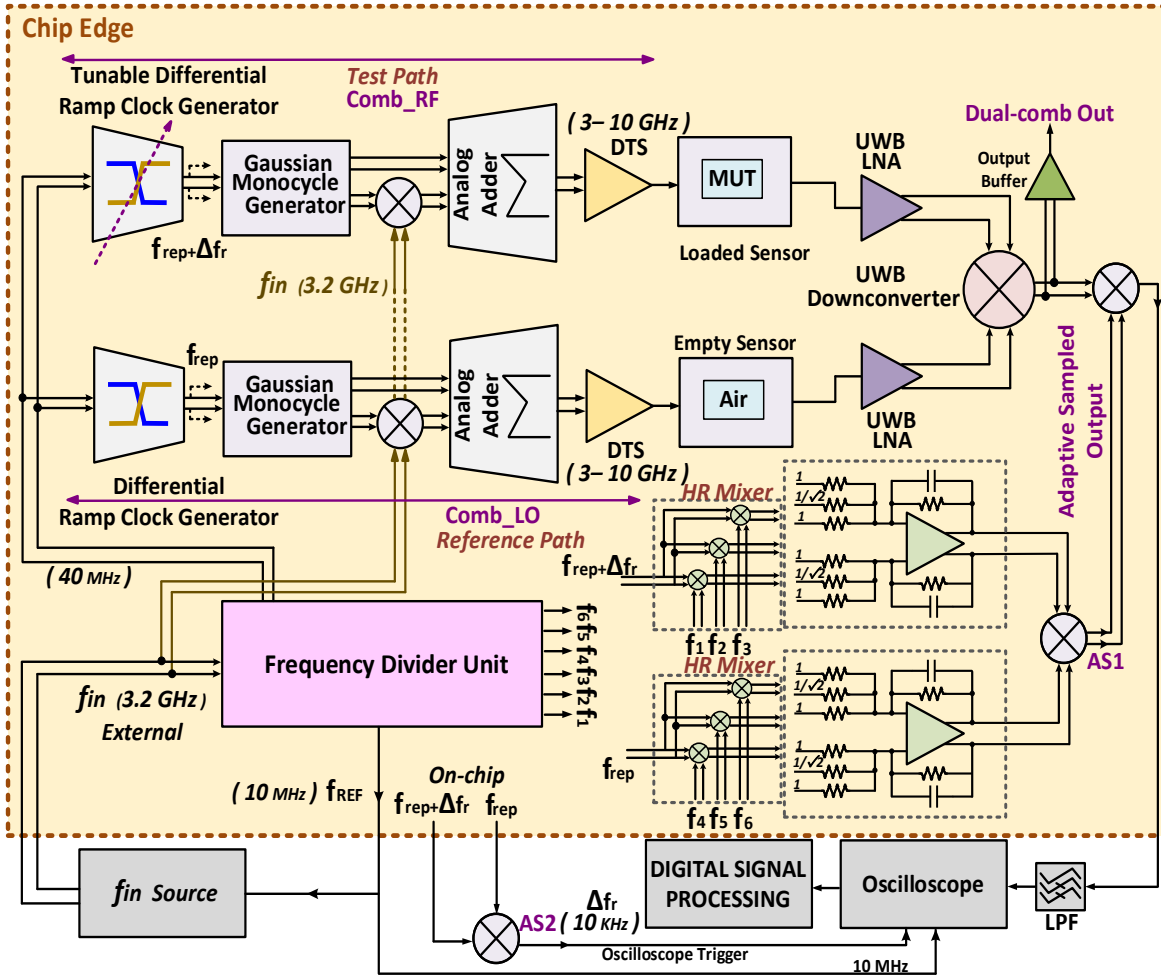 Chip Edge
Test Path
Comb_RF
Tunable Differential
Ramp Clock Generator
Gaussian
Monocycle
Generator
frep+Δfr
Analog
Adder
(3–10 GHz)
DTS
MUT
Loaded Sensor
UWB
LNA
Dual-comb Out
Output
Buffer
fin (3.2 GHz)
UWB
Downconverter
frep
Gaussian
Monocycle
Generator
Analog
Adder
DTS
(3–10 GHz)
Empty Sensor
Air
UWB
LNA
Adaptive Sampled
Output
Differential
Ramp Clock Generator
Comb_LO
Reference Path
(40 MHz)
HR Mixer
frep+Δfr
f1 f2 f3
1
1/√2
1
1
1/√2
1
AS1
Frequency Divider Unit
f6
f5
f4
f3
f2
f1
fin (3.2 GHz)
External
HR Mixer
frep
f4 f5 f6
1
1/√2
1
1
1/√2
1
(10 MHz) fREF
On-chip
frep+Δfr frep
fin Source
AS2
Δfr
(10 KHz)
Oscilloscope Trigger
DIGITAL SIGNAL
PROCESSING
Oscilloscope
LPF
10 MHz